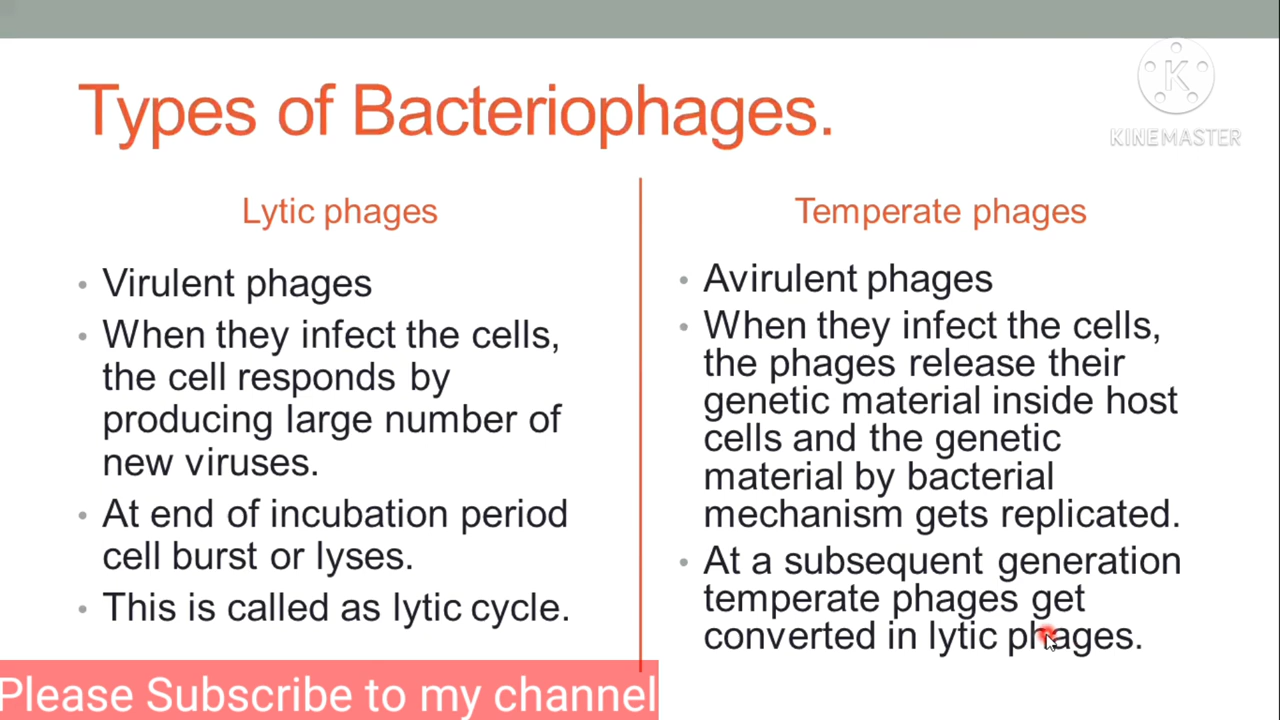 K
KINEMASTER
Types of Bacteriophages.
Lytic phages
• Virulent phages
• When they infect the cells,
the cell responds by
producing large number of
new viruses.
• At end of incubation period
cell burst or lyses.
• This is called as lytic cycle.
Temperate phages
• Avirulent phages
• When they infect the cells,
the phages release their
genetic material inside host
cells and the genetic
material by bacterial
mechanism gets replicated.
• At a subsequent generation
temperate phages get
converted in lytic phages.
Please Subscribe to my channel